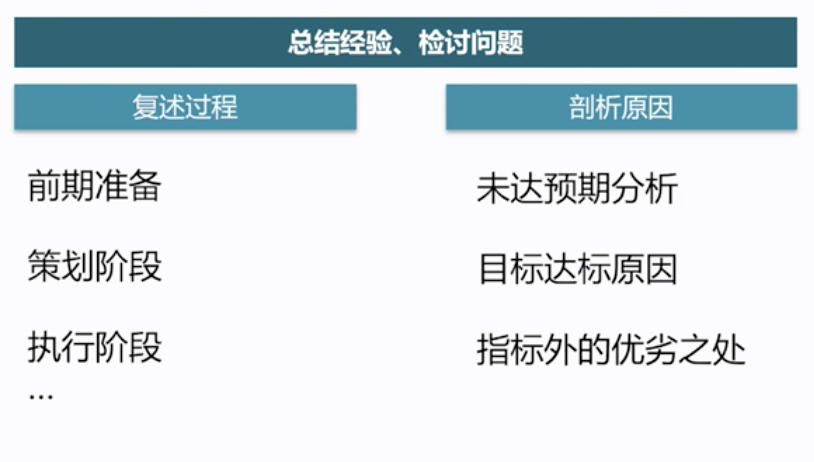 总结经验、检讨问题
复述过程
剖析原因
前期准备
未达预期分析
策划阶段
目标达标原因
执行阶段
指标外的优劣之处
...